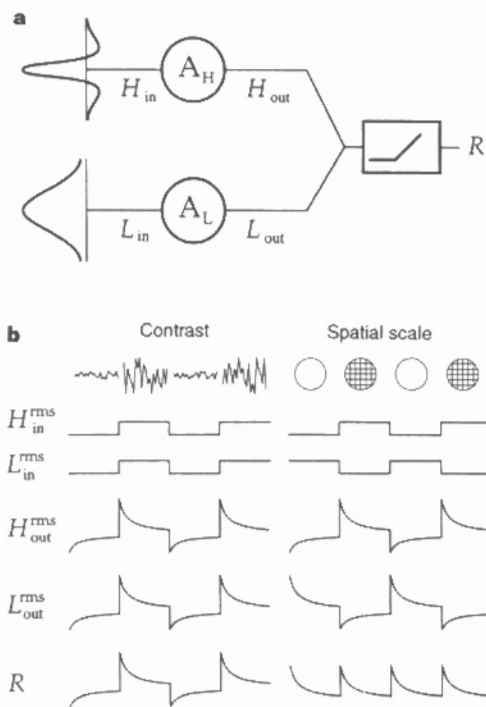 a
A_H
H_in H_out
R
A_L
L_in L_out
b
Contrast Spatial scale
H_in^rms
L_in^rms
H_out^rms
L_out^rms
R